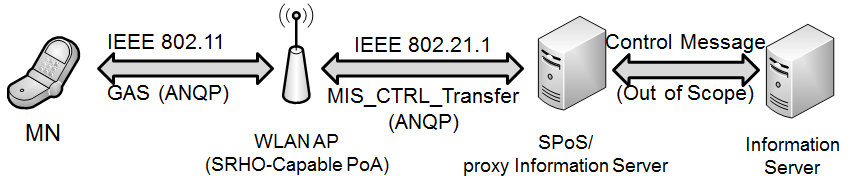 IEEE 802.11
GAS (ANQP)
MN
WLAN AP
(SRHO-Capable PoA)
IEEE 802.21.1
MIS_CTRL_Transfer
(ANQP)
SPoS/
proxy Information Server
Control Message
(Out of Scope)
Information
Server